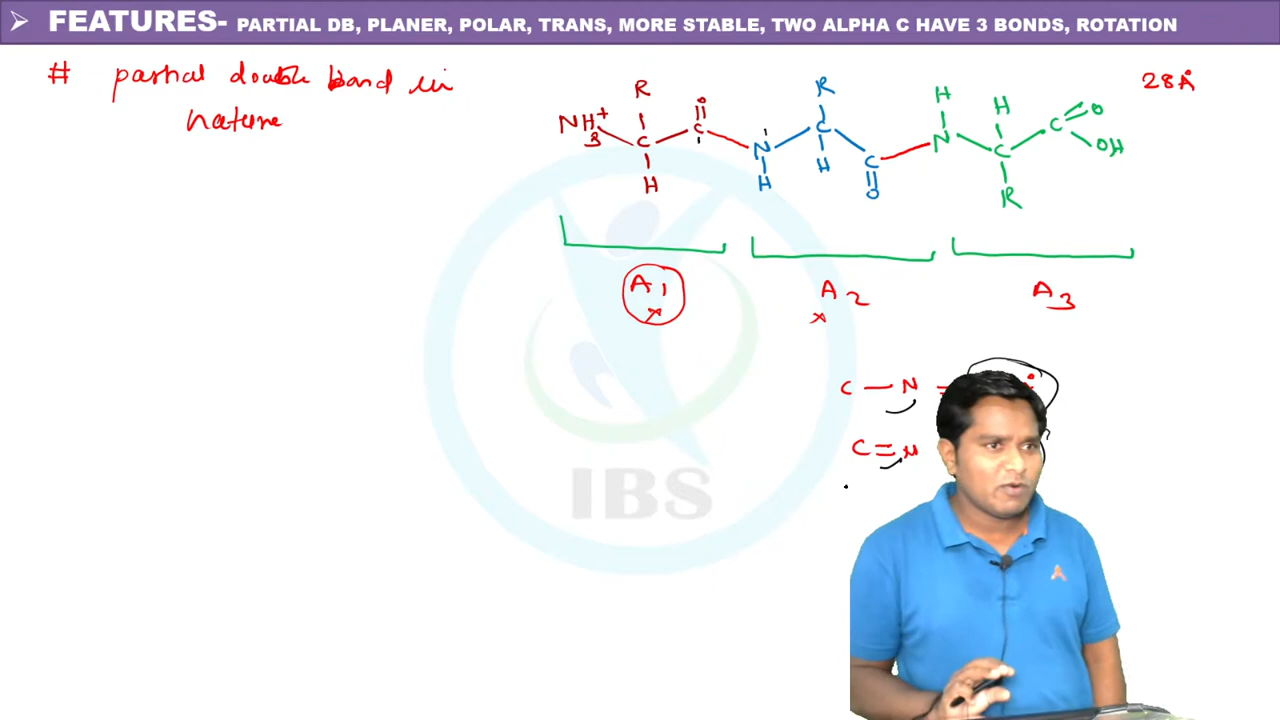 ➢ FEATURES- PARTIAL DB, PLANER, POLAR, TRANS, MORE STABLE, TWO ALPHA C HAVE 3 BONDS, ROTATION
# partial double bond in
nature
28Å
R O R H H O
NH3+ C C N C C N C C OH
H H H O R
A1 A2 A3
x x
C — N =
C = N
IBS